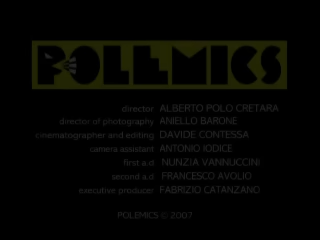 POLEMICS
director ALBERTO POLO CRETARA
director of photography ANIELLO BARONE
cinematographer and editing DAVIDE CONTESSA
camera assistant ANTONIO IODICE
first a.d NUNZIA VANNUCCINI
second a.d FRANCESCO AVOLIO
executive producer FABRIZIO CATANZANO
POLEMICS © 2007